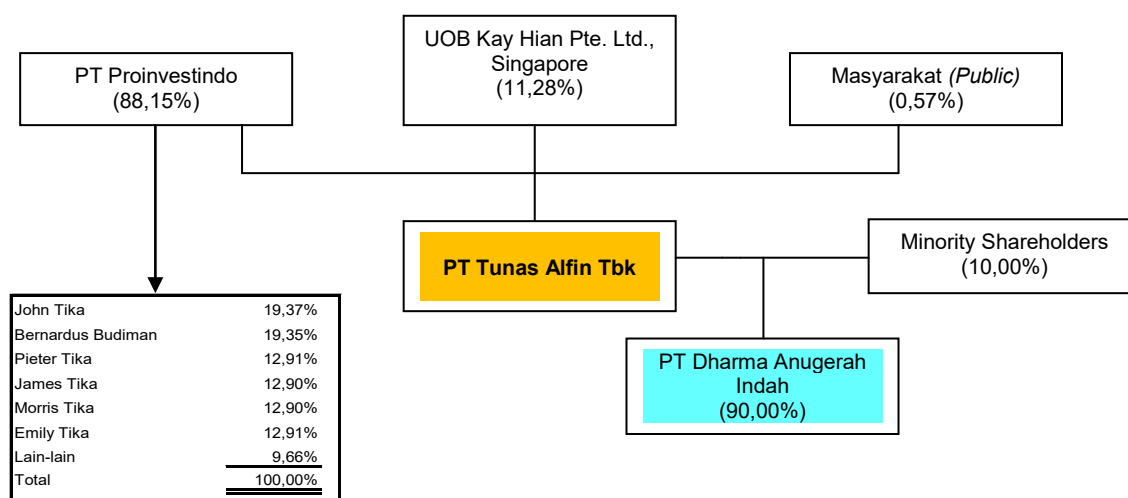 UOB Kay Hian Pte. Ltd.,
Singapore
(11,28%)
PT Proinvestindo
(88,15%)
Masyarakat (Public)
(0,57%)
PT Tunas Alfin Tbk
Minority Shareholders
(10,00%)
PT Dharma Anugerah
Indah
(90,00%)
John Tika 19,37%
Bernardus Budiman 19,35%
Pieter Tika 12,91%
James Tika 12,90%
Morris Tika 12,90%
Emily Tika 12,91%
Lain-lain 9,66%
Total 100,00%